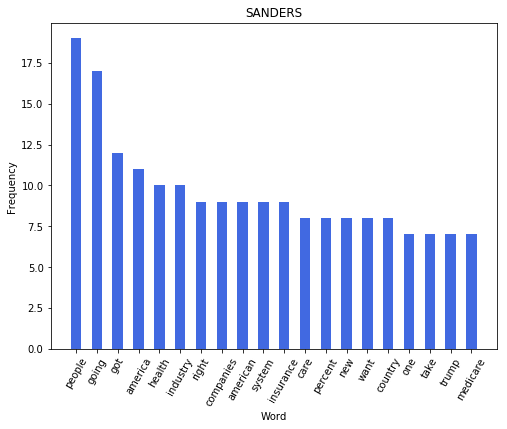 SANDERS
Frequency
17.5
15.0
12.5
10.0
7.5
5.0
2.5
0.0
people going got america health industry right companies american system insurance care percent new want country one take trump medicare
Word